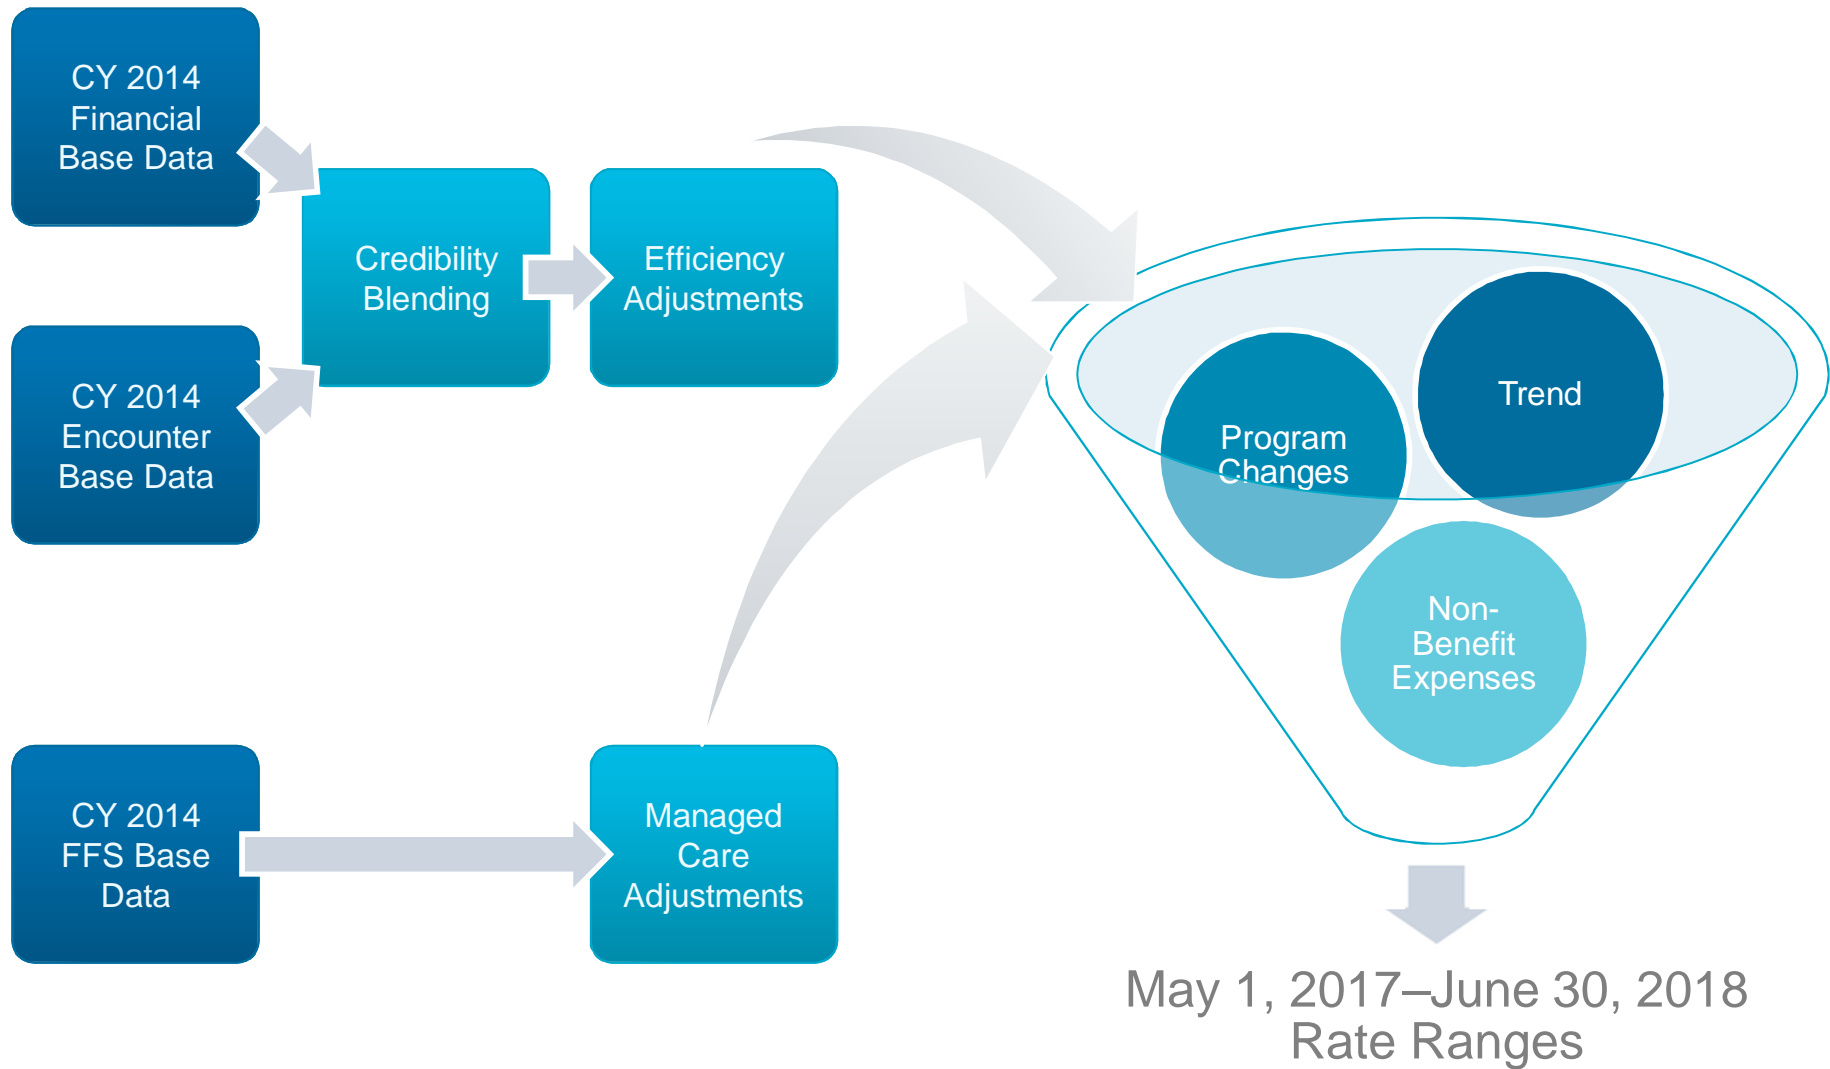 CY 2014
Financial
Base Data
Credibility
Blending
Efficiency
Adjustments
CY 2014
Encounter
Base Data
Trend
Program
Changes
Non-
Benefit
Expenses
CY 2014
FFS Base
Data
Managed
Care
Adjustments
May 1, 2017–June 30, 2018
Rate Ranges